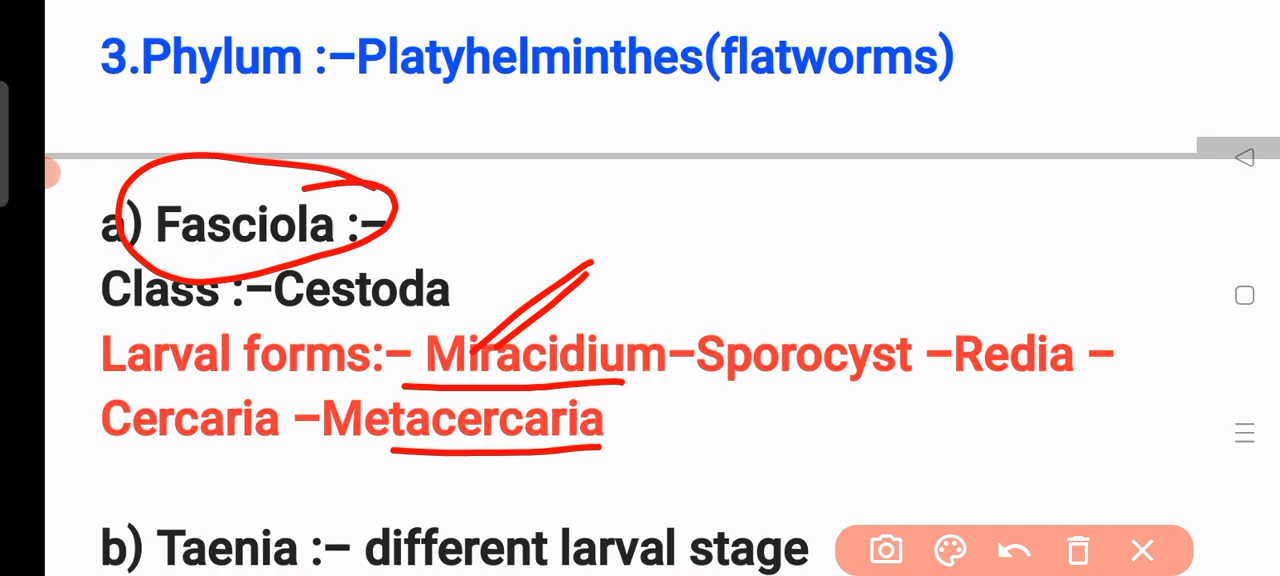 3.Phylum :–Platyhelminthes(flatworms)
a) Fasciola :–
Class :–Cestoda
Larval forms:– Miracidium–Sporocyst –Redia –
Cercaria –Metacercaria
b) Taenia :– different larval stage